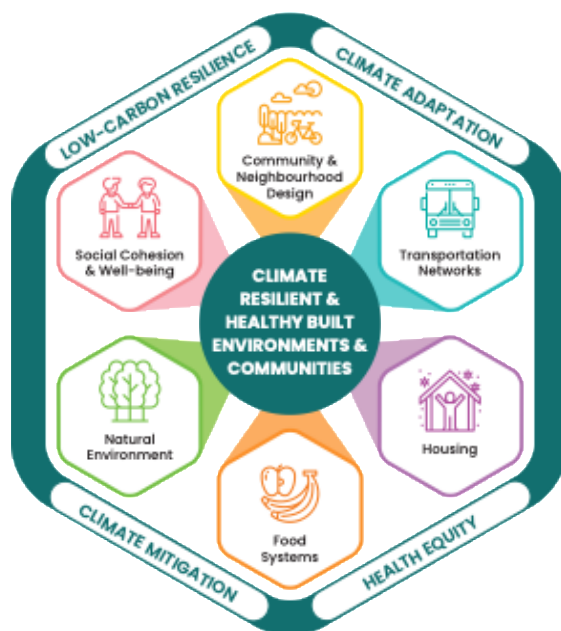 LOW-CARBON RESILIENCE
CLIMATE ADAPTATION
Community &
Neighbourhood
Design
Social Cohesion
& Well-being
Transportation
Networks
CLIMATE
RESILIENT &
HEALTHY BUILT
ENVIRONMENTS &
COMMUNITIES
Natural
Environment
Housing
Food
Systems
CLIMATE MITIGATION
HEALTH EQUITY